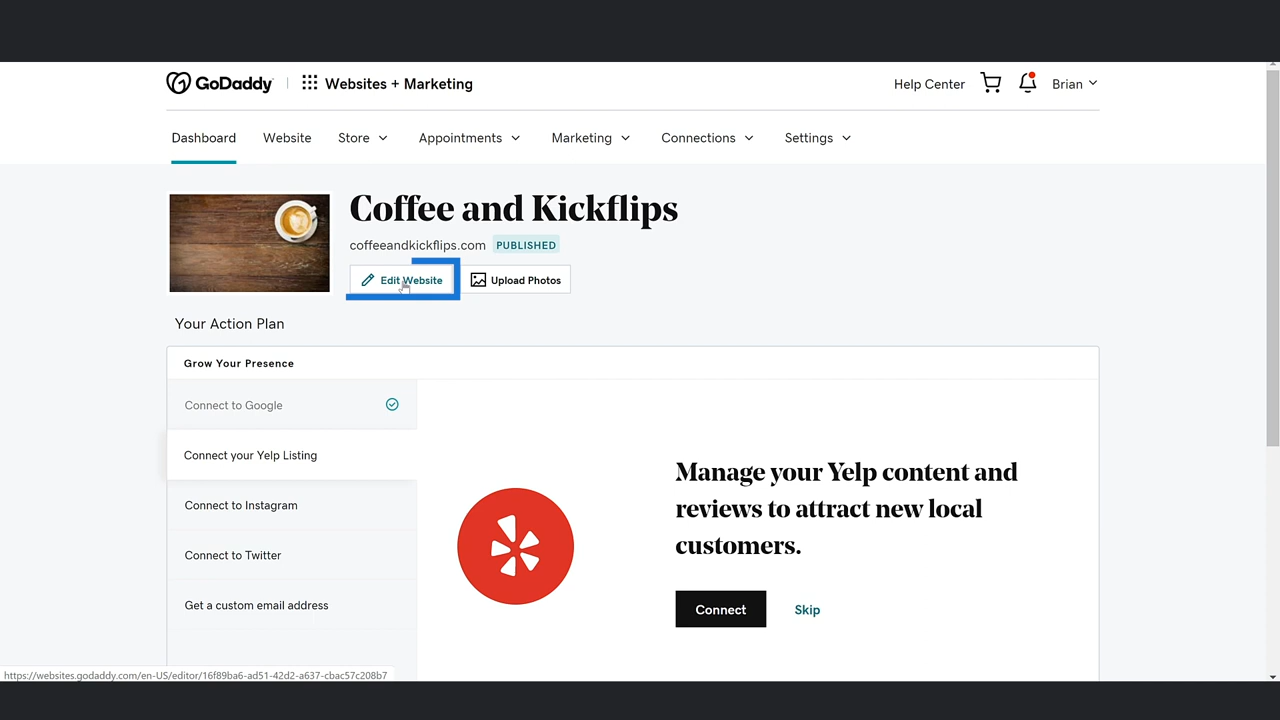 GoDaddy Websites + Marketing Help Center Brian
Dashboard Website Store Appointments Marketing Connections Settings
Coffee and Kickflips
coffeeandkickflips.com PUBLISHED
Edit Website Upload Photos
Your Action Plan
Grow Your Presence
Connect to Google
Connect your Yelp Listing
Connect to Instagram
Connect to Twitter
Get a custom email address
Manage your Yelp content and
reviews to attract new local
customers.
Connect Skip
https://websites.godaddy.com/en-US/editor/16f89ba6-ad51-42d2-a637-cbac57c208b7